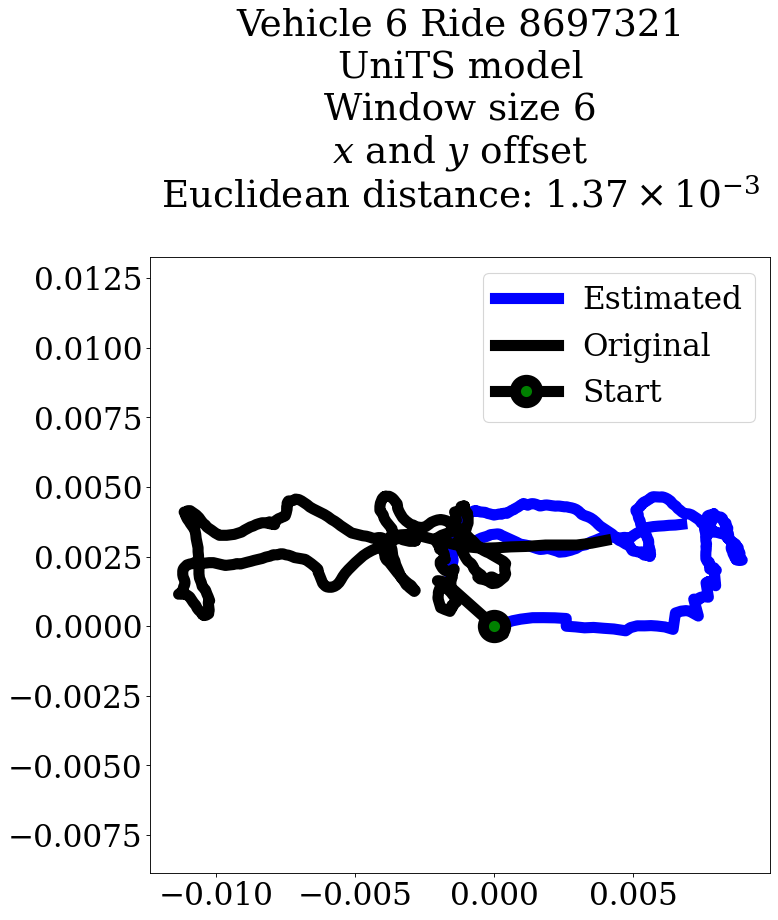 Vehicle 6 Ride 8697321
UniTS model
Window size 6
x and y offset
Euclidean distance: 1.37 × 10⁻³
Estimated
Original
Start
0.0125
0.0100
0.0075
0.0050
0.0025
0.0000
−0.0025
−0.0050
−0.0075
−0.010 −0.005 0.000 0.005